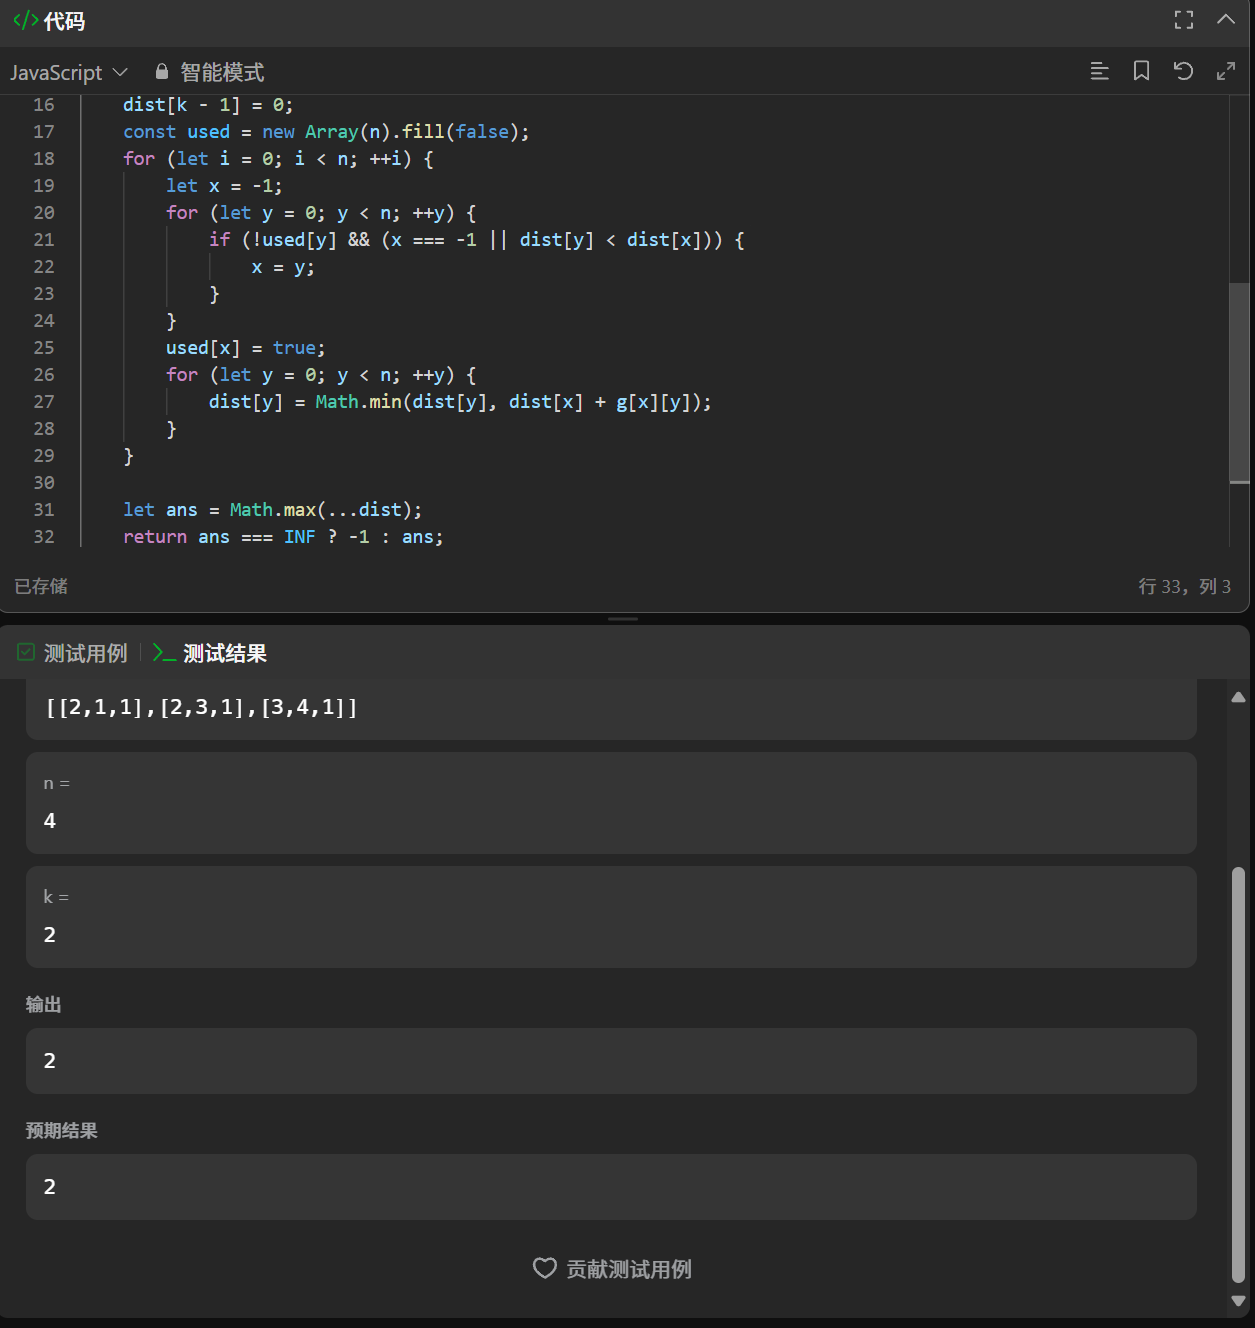 </> 代码
JavaScript 智能模式
16 dist[k - 1] = 0;
17 const used = new Array(n).fill(false);
18 for (let i = 0; i < n; ++i) {
19 let x = -1;
20 for (let y = 0; y < n; ++y) {
21 if (!used[y] && (x === -1 || dist[y] < dist[x])) {
22 x = y;
23 }
24 }
25 used[x] = true;
26 for (let y = 0; y < n; ++y) {
27 dist[y] = Math.min(dist[y], dist[x] + g[x][y]);
28 }
29 }
30
31 let ans = Math.max(...dist);
32 return ans === INF ? -1 : ans;
已存储 行 33，列 3
测试用例 测试结果
[[2,1,1],[2,3,1],[3,4,1]]
n =
4
k =
2
输出
2
预期结果
2
贡献测试用例